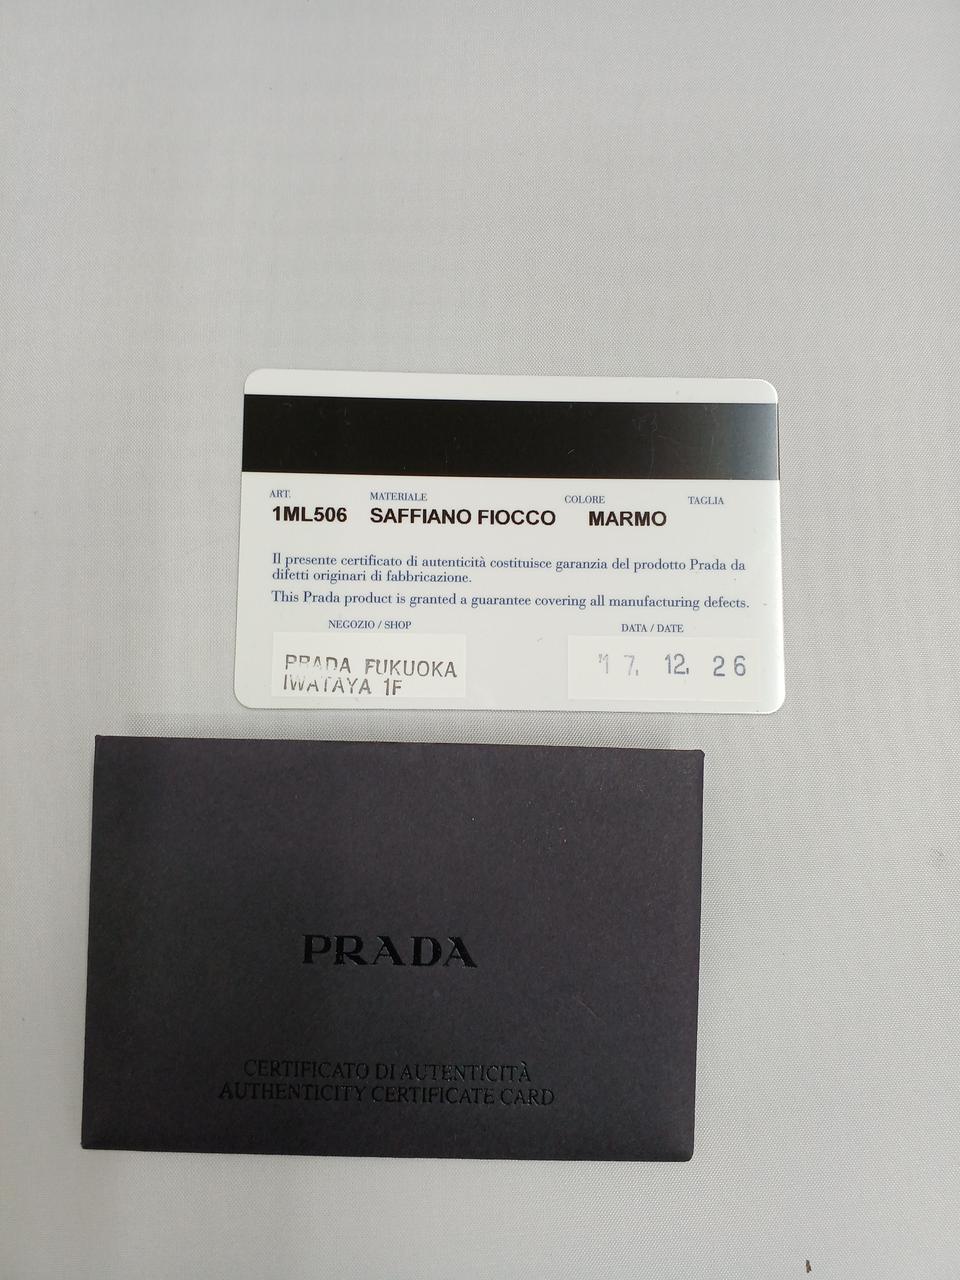 ART. MATERIALE COLORE TAGLIA
1ML506 SAFFIANO FIOCCO MARMO
Il presente certificato di autenticità costituisce garanzia del prodotto Prada da
difetti originari di fabbricazione.
This Prada product is granted a guarantee covering all manufacturing defects.
NEGOZIO / SHOP DATA / DATE
PRADA FUKUOKA
IWATAYA 1F
'17. 12. 26
PRADA
CERTIFICATO DI AUTENTICITÀ
AUTHENTICITY CERTIFICATE CARD